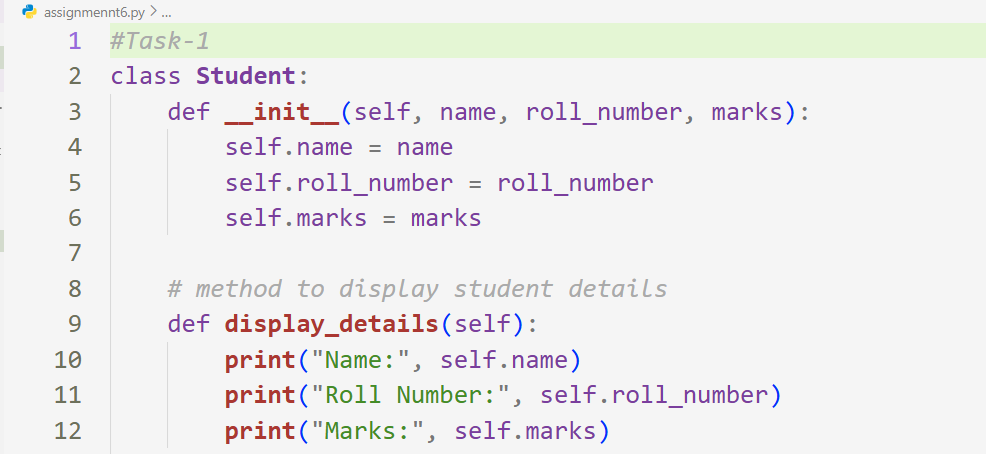 assignmennt6.py > ...
1 #Task-1
2 class Student:
3     def __init__(self, name, roll_number, marks):
4         self.name = name
5         self.roll_number = roll_number
6         self.marks = marks
7
8     # method to display student details
9     def display_details(self):
10         print("Name:", self.name)
11         print("Roll Number:", self.roll_number)
12         print("Marks:", self.marks)